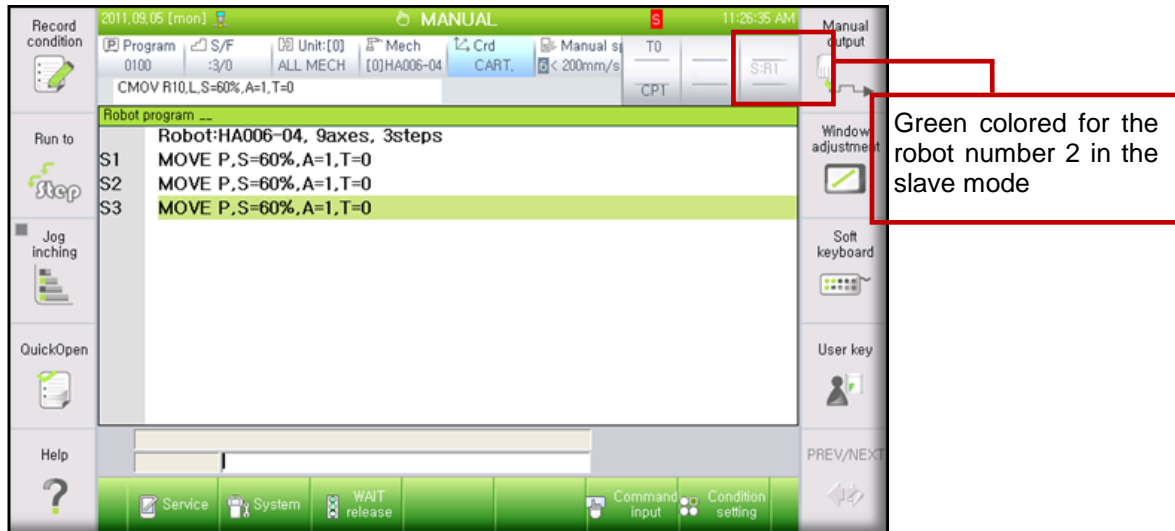 Record condition
2011,09,05 [mon]
MANUAL
S
11:26:35 AM
Manual output
P Program
0100
S/F
:3/0
Unit:[0]
ALL MECH
Mech
[0]HA006-04
Crd
CART,
Manual s
< 200mm/s
T0
CPT
S:R1
CMOV R10,L,S=60%,A=1,T=0
Robot program __
Robot:HA006-04, 9axes, 3steps
S1 MOVE P,S=60%,A=1,T=0
S2 MOVE P,S=60%,A=1,T=0
S3 MOVE P,S=60%,A=1,T=0
Run to
Step
Jog inching
QuickOpen
Help
?
Window adjustment
Soft keyboard
User key
F
PREV/NEXT
Service
System
WAIT release
Command input
Condition setting
Green colored for the
robot number 2 in the
slave mode